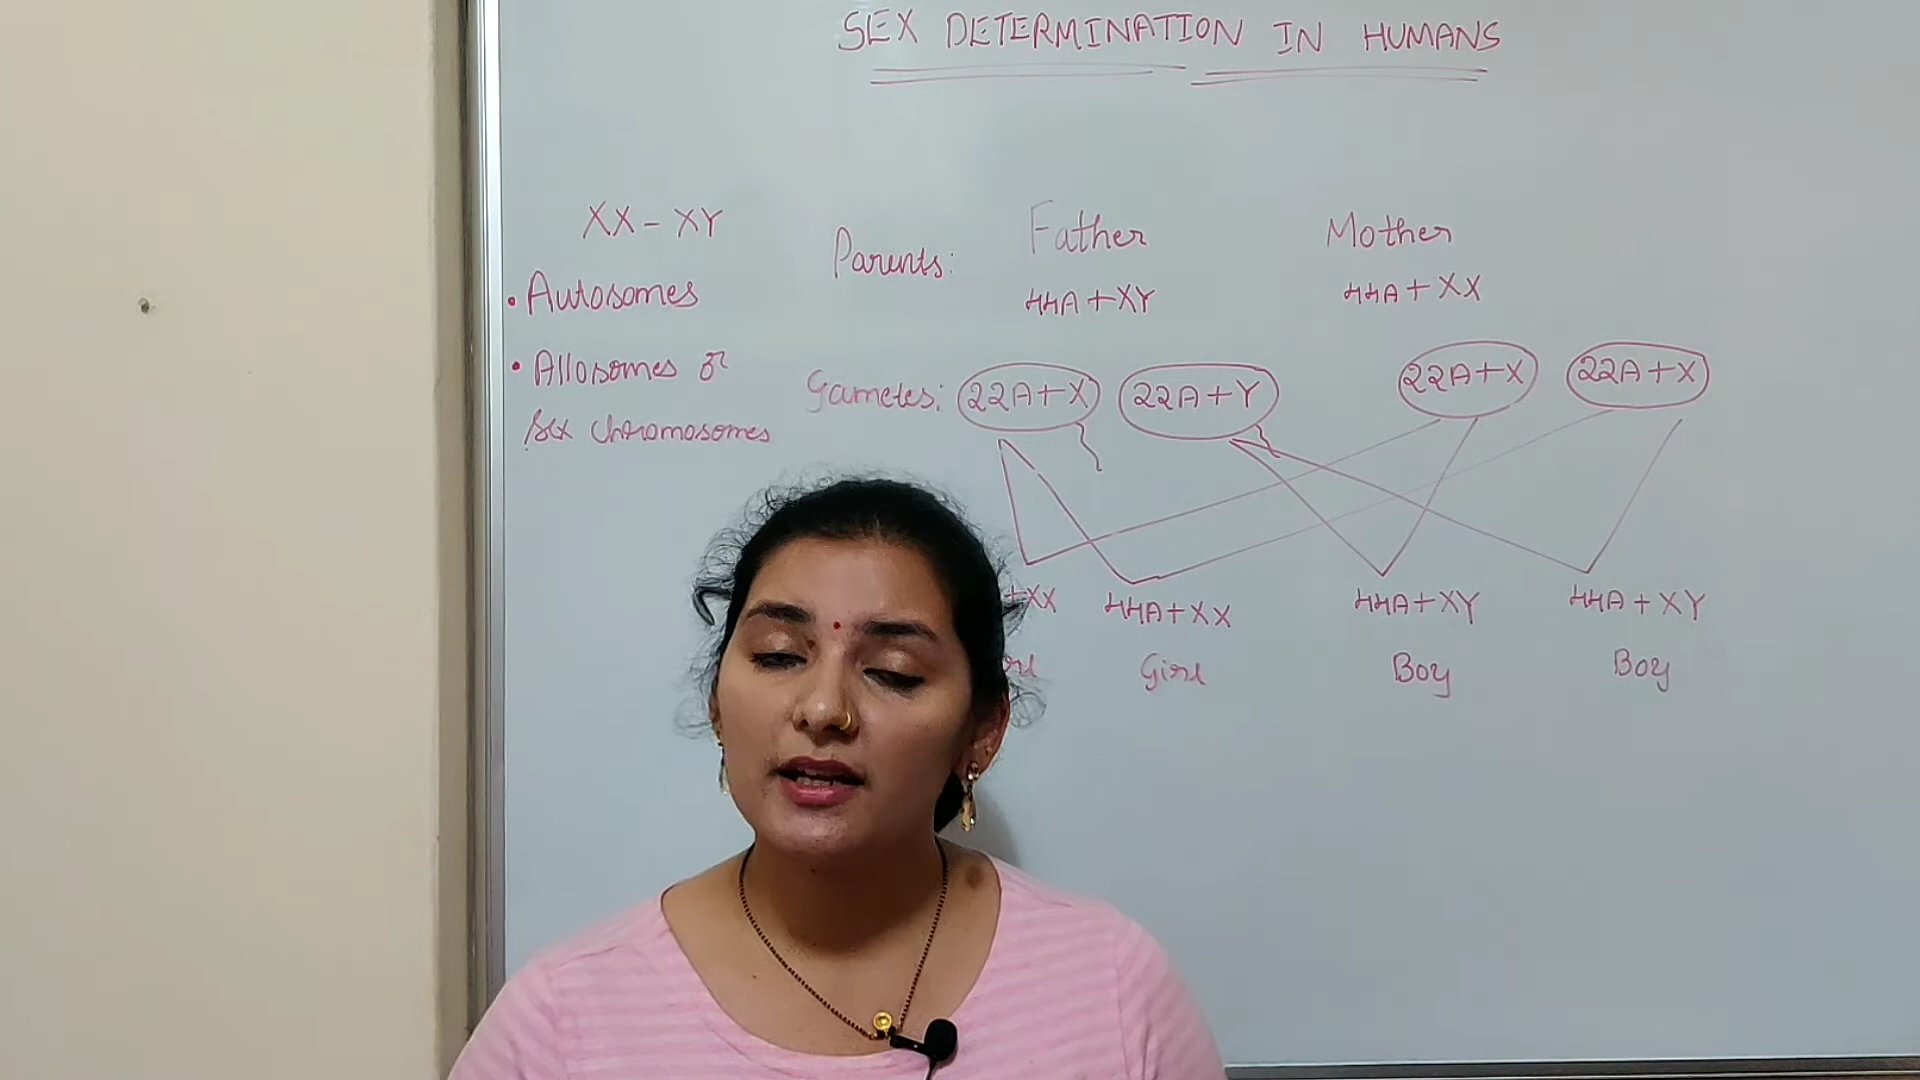 SEX DETERMINATION IN HUMANS
XX - XY
• Autosomes
• Allosomes or
Sex Chromosomes
Parents: Father Mother
44A + XY 44A + XX
Gametes: 22A + X 22A + Y 22A + X 22A + X
+XX 44A + XX 44A + XY 44A + XY
Girl Boy Boy